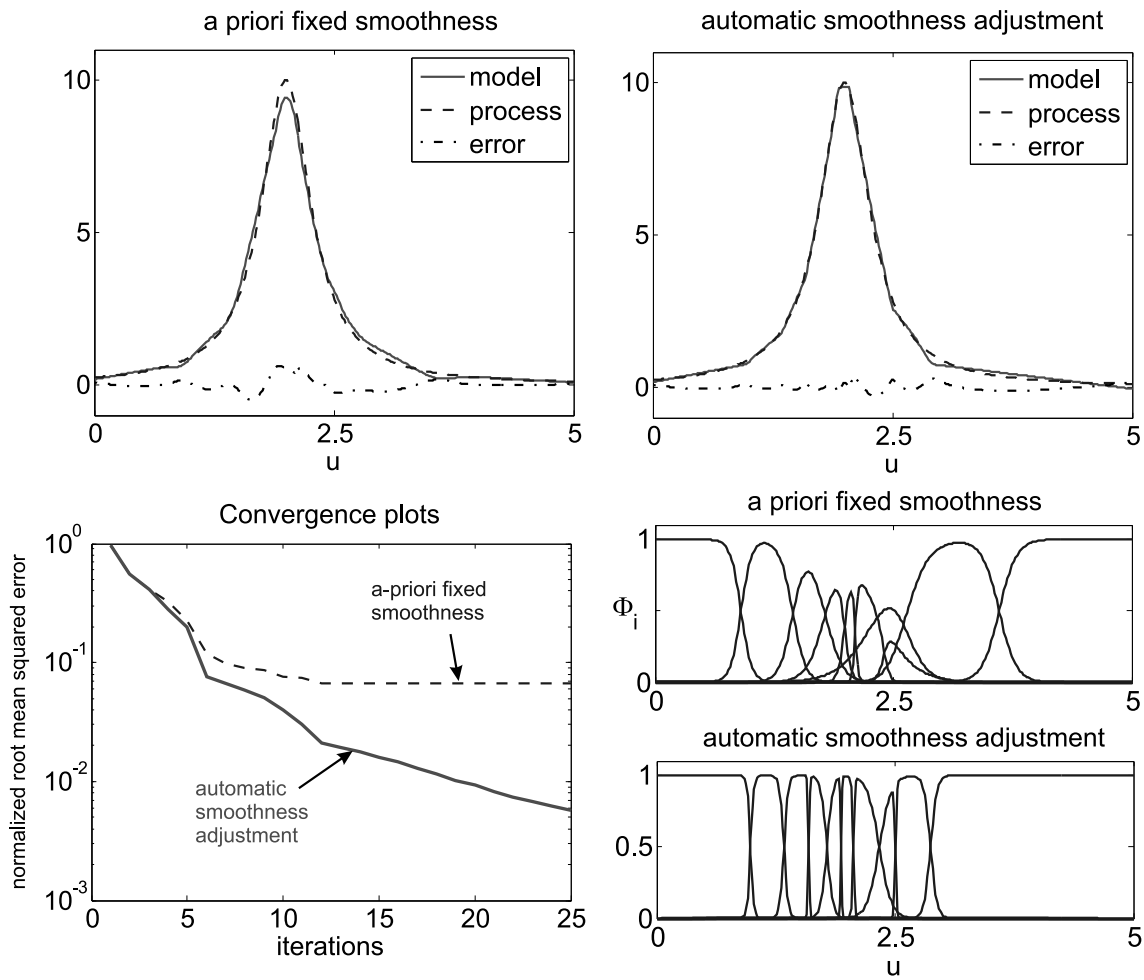 a priori fixed smoothness
10
5
0
model
process
error
0
2.5
5
u
automatic smoothness adjustment
10
5
0
model
process
error
0
2.5
5
u
Convergence plots
normalized root mean squared error
10^0
10^-1
10^-2
10^-3
a-priori fixed
smoothness
automatic
smoothness
adjustment
0
5
10
15
20
25
iterations
a priori fixed smoothness
1
Φi
0
0
2.5
5
automatic smoothness adjustment
1
0.5
0
0
2.5
5
u